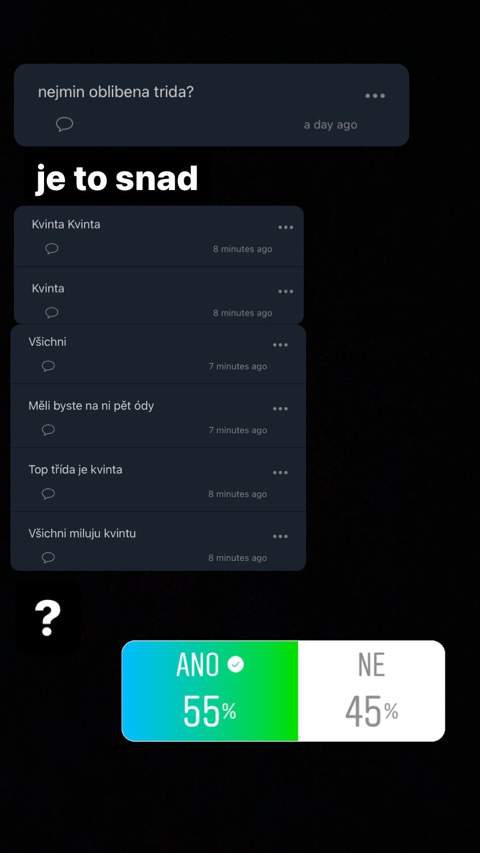 nejmin oblibena trida?
a day ago
je to snad
Kvinta Kvinta
8 minutes ago
Kvinta
8 minutes ago
Všichni
7 minutes ago
Měli byste na ni pět ódy
7 minutes ago
Top třída je kvinta
8 minutes ago
Všichni miluju kvintu
8 minutes ago
?
ANO NE
55% 45%